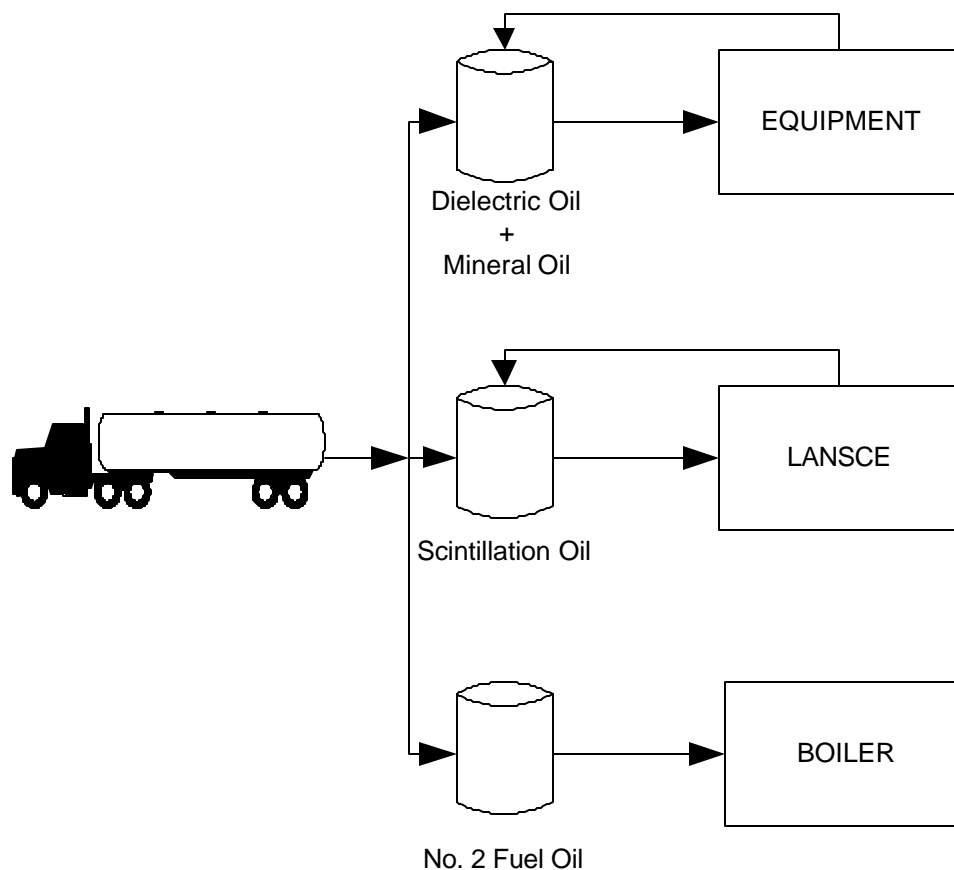 EQUIPMENT
Dielectric Oil
+
Mineral Oil
LANSCE
Scintillation Oil
BOILER
No. 2 Fuel Oil